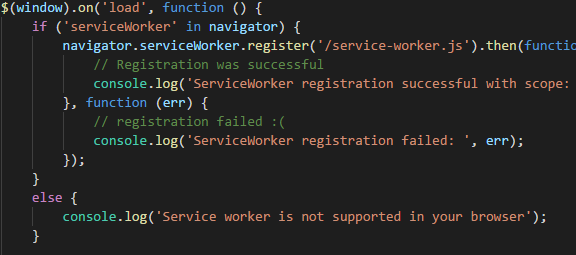 $(window).on('load', function () {
    if ('serviceWorker' in navigator) {
        navigator.serviceWorker.register('/service-worker.js').then(functio
            // Registration was successful
            console.log('ServiceWorker registration successful with scope:
        }, function (err) {
            // registration failed :(
            console.log('ServiceWorker registration failed: ', err);
        });
    }
    else {
        console.log('Service worker is not supported in your browser');
    }